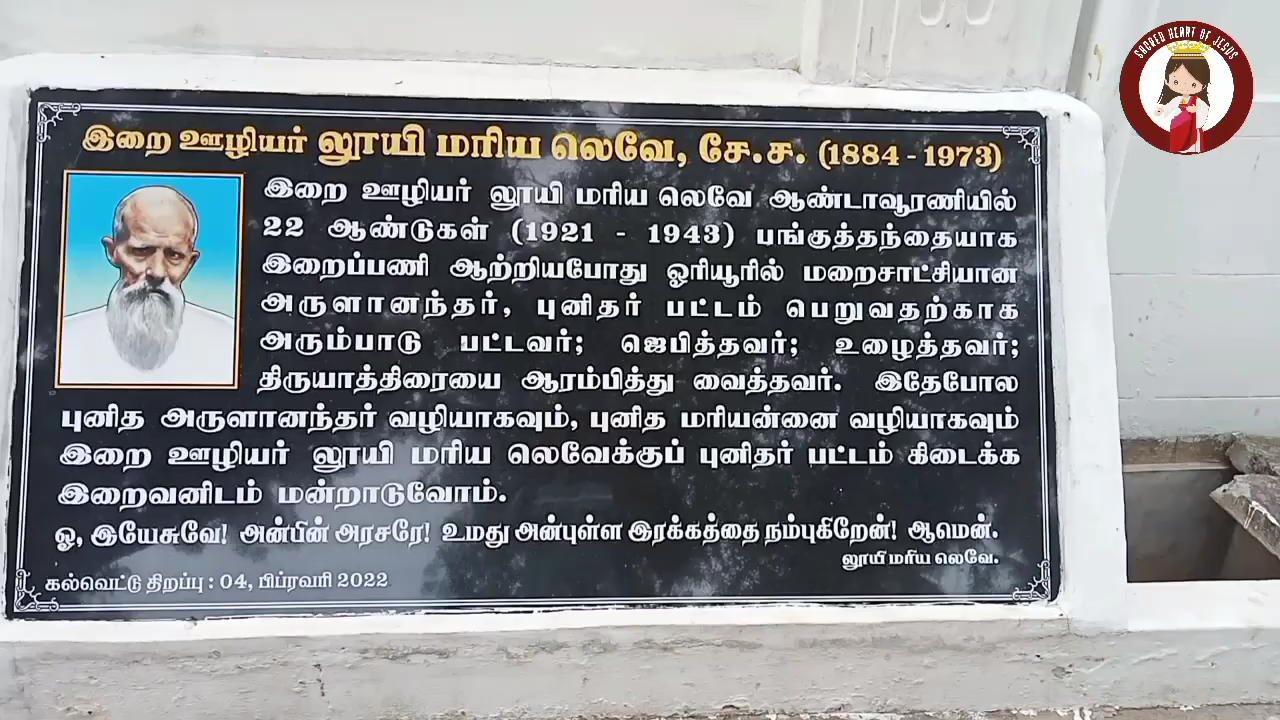 SACRED HEART OF JESUS
இறை ஊழியர் லூயி மரிய லெவே, சே.ச. (1884 - 1973)
இறை ஊழியர் லூயி மரிய லெவே ஆண்டாவூரணியில்
22 ஆண்டுகள் (1921 - 1943) பங்குத்தந்தையாக
இறைப்பணி ஆற்றியபோது ஓரியூரில் மறைசாட்சியான
அருளானந்தர், புனிதர் பட்டம் பெறுவதற்காக
அரும்பாடு பட்டவர்; ஜெபித்தவர்; உழைத்தவர்;
திருயாத்திரையை ஆரம்பித்து வைத்தவர். இதேபோல
புனித அருளானந்தர் வழியாகவும், புனித மரியன்னை வழியாகவும்
இறை ஊழியர் லூயி மரிய லெவேக்குப் புனிதர் பட்டம் கிடைக்க
இறைவனிடம் மன்றாடுவோம்.
ஓ, இயேசுவே! அன்பின் அரசரே! உமது அன்புள்ள இரக்கத்தை நம்புகிறேன்! ஆமென்.
லூயி மரிய லெவே.
கல்வெட்டு திறப்பு : 04, பிப்ரவரி 2022